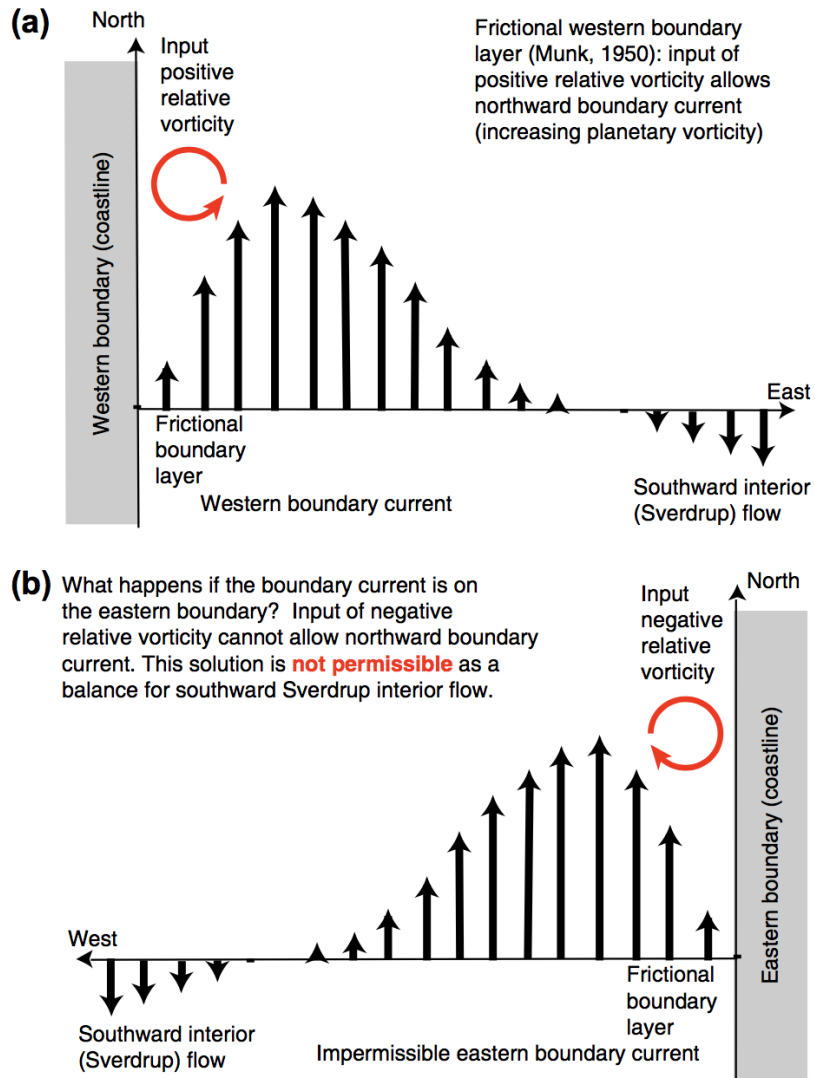 (a)
North
Input
positive
relative
vorticity
Frictional western boundary
layer (Munk, 1950): input of
positive relative vorticity allows
northward boundary current
(increasing planetary vorticity)
Western boundary (coastline)
East
Frictional
boundary
layer
Western boundary current
Southward interior
(Sverdrup) flow
(b)
What happens if the boundary current is on
the eastern boundary? Input of negative
relative vorticity cannot allow northward boundary
current. This solution is not permissible as a
balance for southward Sverdrup interior flow.
Input
negative
relative
vorticity
North
Eastern boundary (coastline)
West
Southward interior
(Sverdrup) flow
Frictional
boundary
layer
Impermissible eastern boundary current